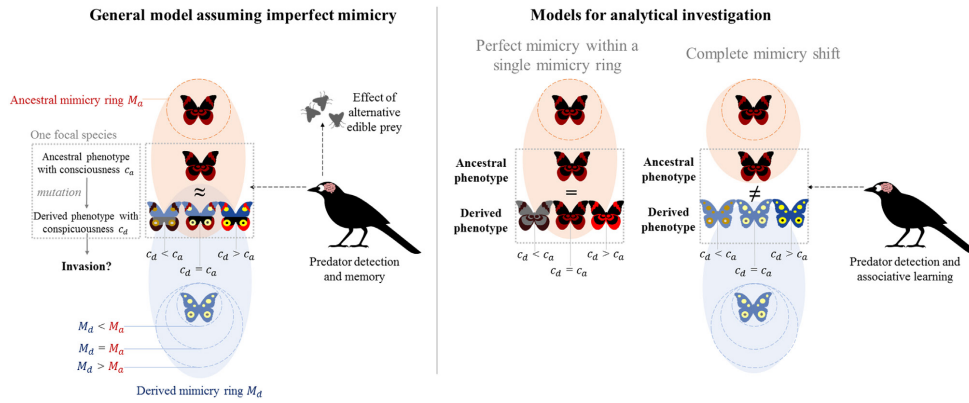 General model assuming imperfect mimicry
Ancestral mimicry ring M_a
One focal species
Ancestral phenotype
with consciousness c_a
mutation
Derived phenotype with
conspicuousness c_d
Invasion?
≈
c_d < c_a
c_d > c_a
c_d = c_a
Effect of
alternative
edible prey
Predator detection
and memory
M_d < M_a
M_d = M_a
M_d > M_a
Derived mimicry ring M_d
Models for analytical investigation
Perfect mimicry within a
single mimicry ring
Ancestral
phenotype
=
Derived
phenotype
c_d < c_a
c_d > c_a
c_d = c_a
Complete mimicry shift
Ancestral
phenotype
≠
Derived
phenotype
c_d < c_a
c_d > c_a
c_d = c_a
Predator detection and
associative learning